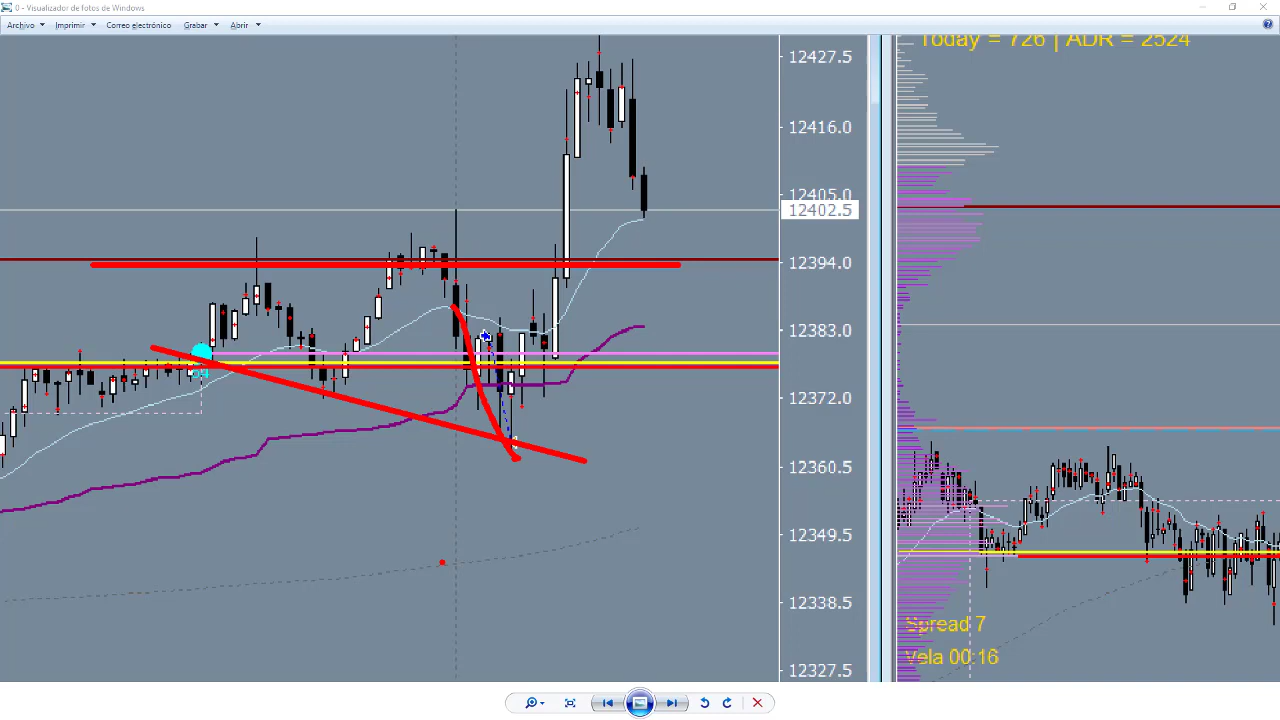 0 - Visualizador de fotos de Windows
Archivo Imprimir Correo electrónico Grabar Abrir
Today = 726 | ADR = 2524
12427.5
12416.0
12405.0
12402.5
12394.0
12383.0
12372.0
12360.5
12349.5
12338.5
12327.5
Spread 7
Vela 00:16